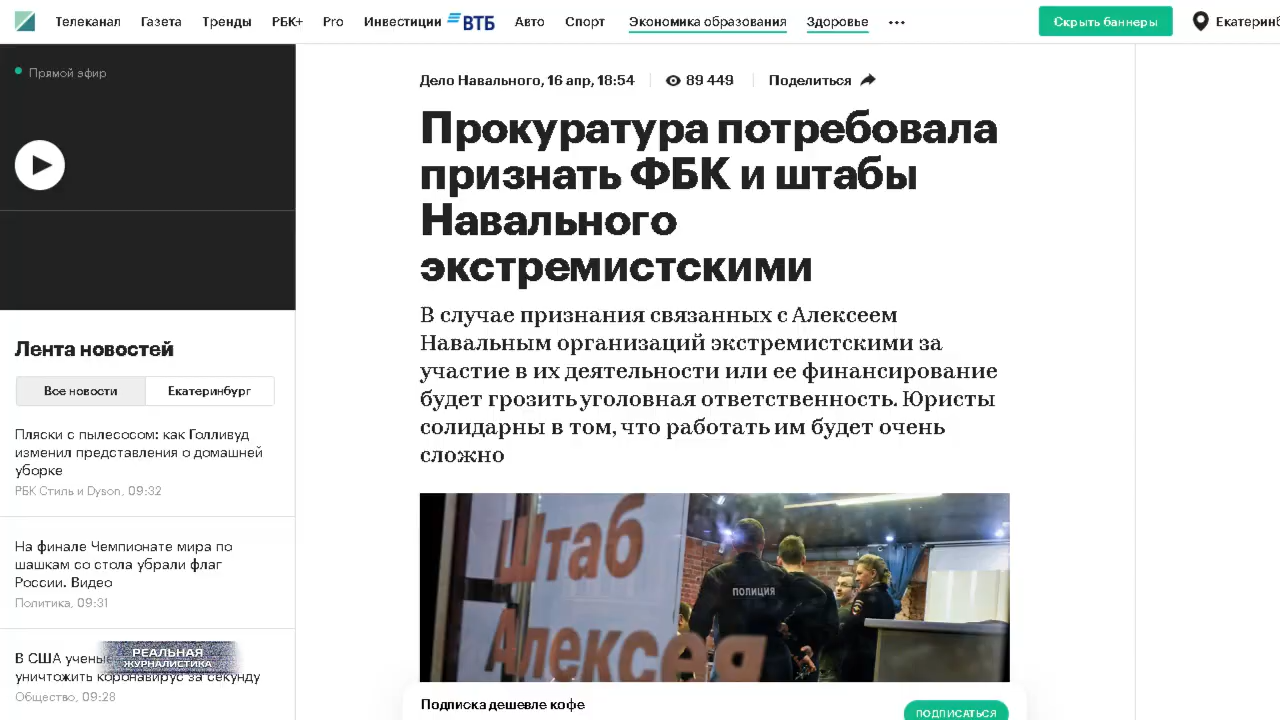 Телеканал Газета Тренды РБК+ Pro Инвестиции ВТБ Авто Спорт Экономика образования Здоровье ••• Скрыть баннеры
Прямой эфир
Дело Навального, 16 апр, 18:54 89 449 Поделиться
Прокуратура потребовала
признать ФБК и штабы
Навального
экстремистскими
В случае признания связанных с Алексеем
Навальным организаций экстремистскими за
участие в их деятельности или ее финансирование
будет грозить уголовная ответственность. Юристы
солидарны в том, что работать им будет очень
сложно
Лента новостей
Все новости Екатеринбург
Пляски с пылесосом: как Голливуд
изменил представления о домашней
уборке
РБК Стиль и Dyson, 09:32
На финале Чемпионате мира по
шашкам со стола убрали флаг
России. Видео
Политика, 09:31
В США
уничтожить коронавирус за секунду
Общество, 09:28
РЕАЛЬНАЯ
ЖУРНАЛИСТИКА
Штаб
Алексея
ПОЛИЦИЯ
Подписка дешевле кофе
ПОДПИСАТЬСЯ